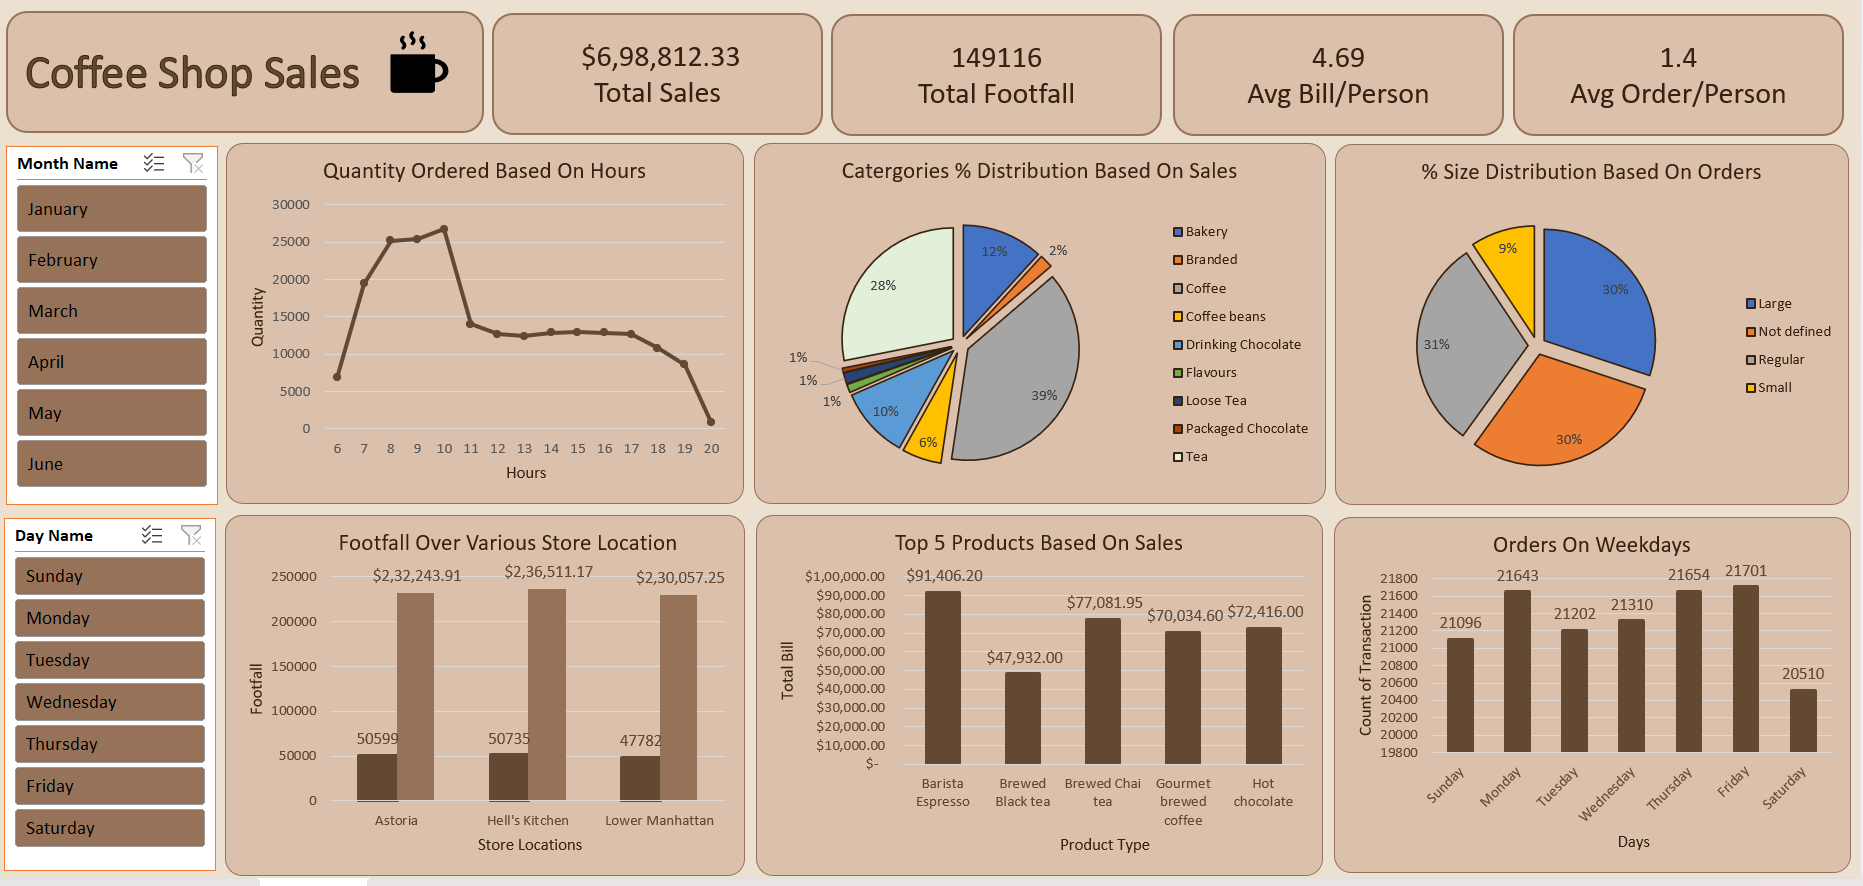 Coffee Shop Sales
$6,98,812.33
Total Sales
149116
Total Footfall
4.69
Avg Bill/Person
1.4
Avg Order/Person
Month Name
January
February
March
April
May
June
Quantity Ordered Based On Hours
30000
25000
20000
15000
10000
5000
0
Quantity
6 7 8 9 10 11 12 13 14 15 16 17 18 19 20
Hours
Catergories % Distribution Based On Sales
12%
2%
39%
6%
10%
1%
1%
1%
28%
Bakery
Branded
Coffee
Coffee beans
Drinking Chocolate
Flavours
Loose Tea
Packaged Chocolate
Tea
% Size Distribution Based On Orders
30%
30%
31%
9%
Large
Not defined
Regular
Small
Day Name
Sunday
Monday
Tuesday
Wednesday
Thursday
Friday
Saturday
Footfall Over Various Store Location
250000
200000
150000
100000
50000
0
Footfall
$2,32,243.91
$2,36,511.17
$2,30,057.25
50599
50735
47782
Astoria
Hell's Kitchen
Lower Manhattan
Store Locations
Top 5 Products Based On Sales
$1,00,000.00
$90,000.00
$80,000.00
$70,000.00
$60,000.00
$50,000.00
$40,000.00
$30,000.00
$20,000.00
$10,000.00
$-
Total Bill
$91,406.20
$47,932.00
$77,081.95
$70,034.60
$72,416.00
Barista
Espresso
Brewed
Black tea
Brewed Chai
tea
Gourmet
brewed
coffee
Hot
chocolate
Product Type
Orders On Weekdays
21800
21600
21400
21200
21000
20800
20600
20400
20200
20000
19800
Count of Transaction
21096
21643
21202
21310
21654
21701
20510
Sunday
Monday
Tuesday
Wednesday
Thursday
Friday
Saturday
Days